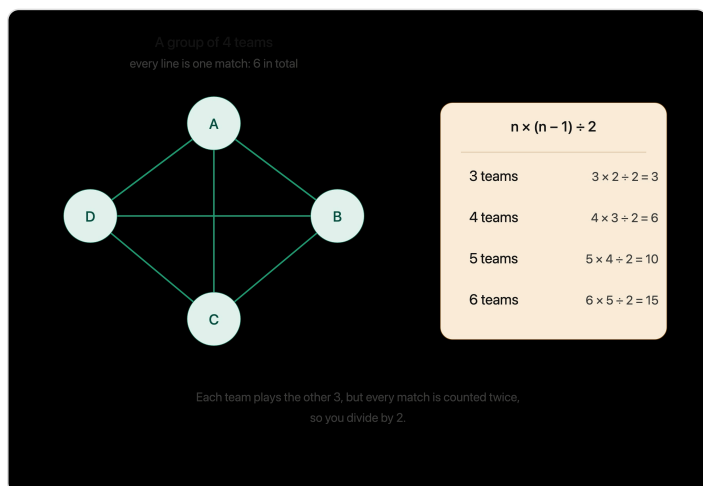 A group of 4 teams
every line is one match: 6 in total
A
D
B
C
n × (n − 1) ÷ 2
3 teams 3 × 2 ÷ 2 = 3
4 teams 4 × 3 ÷ 2 = 6
5 teams 5 × 4 ÷ 2 = 10
6 teams 6 × 5 ÷ 2 = 15
Each team plays the other 3, but every match is counted twice,
so you divide by 2.